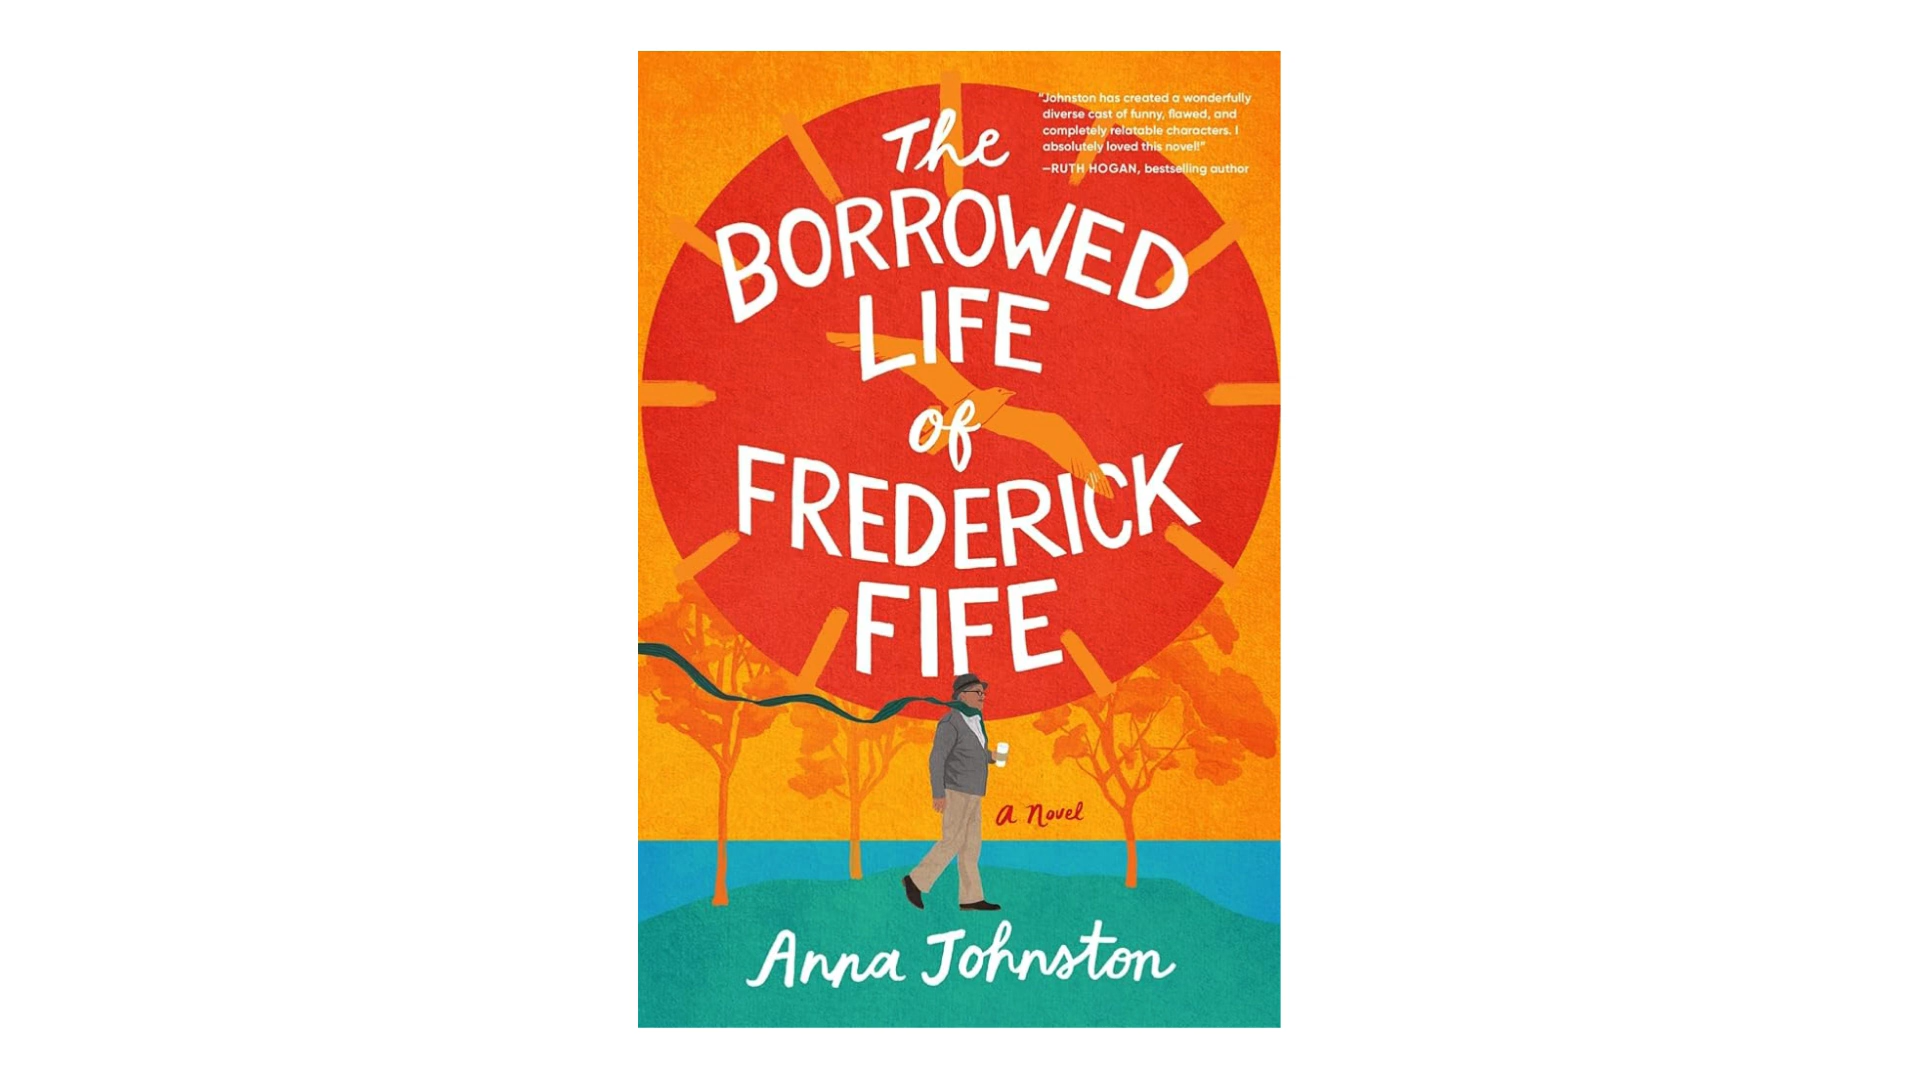 The
BORROWED
LIFE
of
FREDERICK
FIFE
"Johnston has created a wonderfully
diverse cast of funny, flawed, and
completely relatable characters. I
absolutely loved this novel!"
—RUTH HOGAN, bestselling author
A Novel
Anna Johnston